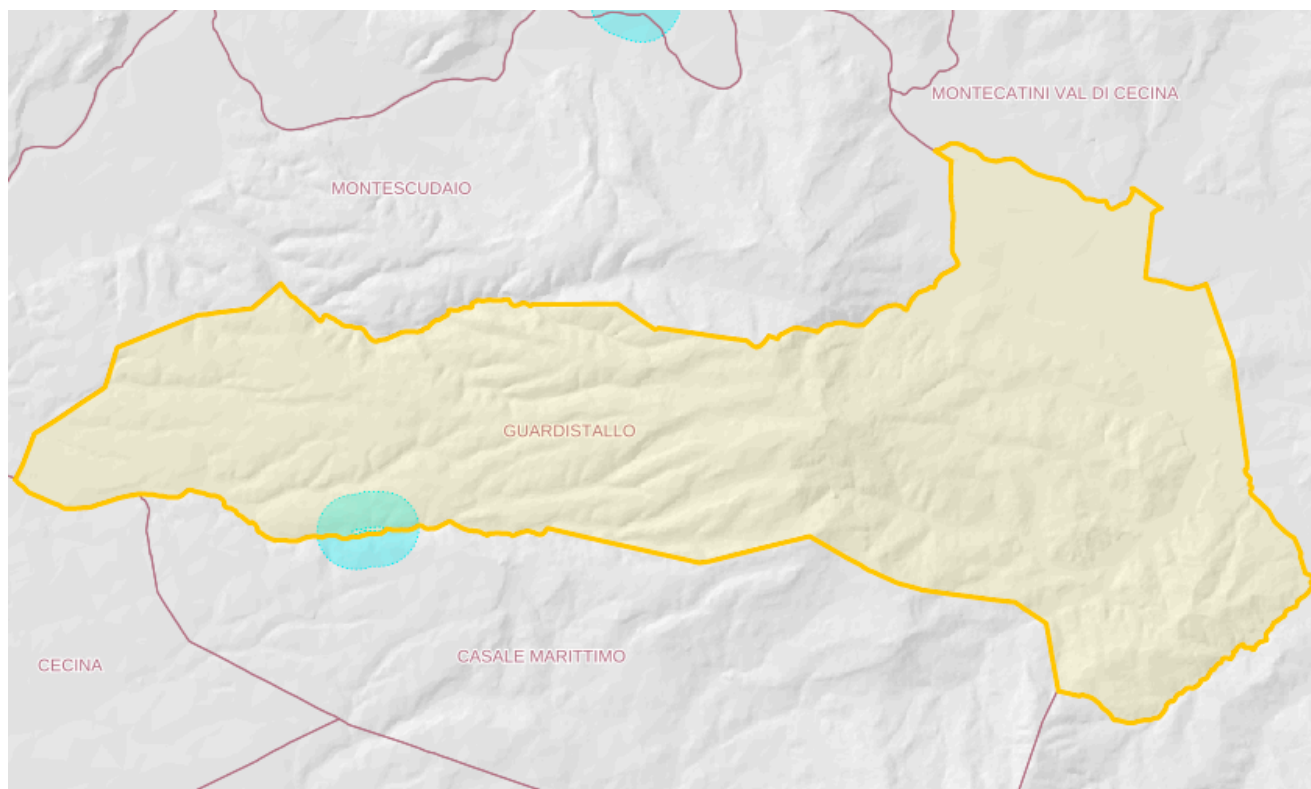 MONTECATINI VAL DI CECINA
MONTESCUDAIO
GUARDISTALLO
CASALE MARITTIMO
CECINA